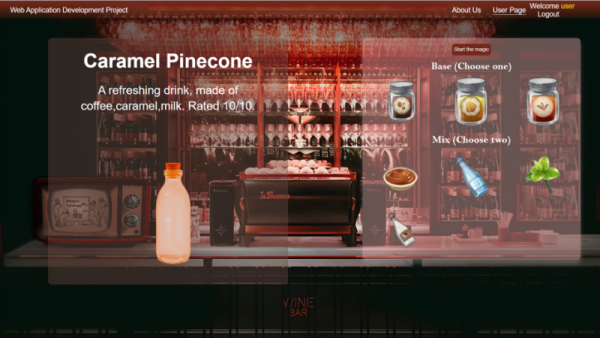 Web Application Development Project
About Us
User Page
Welcome user
Logout
Caramel Pinecone
A refreshing drink, made of
coffee,caramel,milk. Rated 10/10.
Start the magic
Base (Choose one)
Mix (Choose two)
WINE
BAR